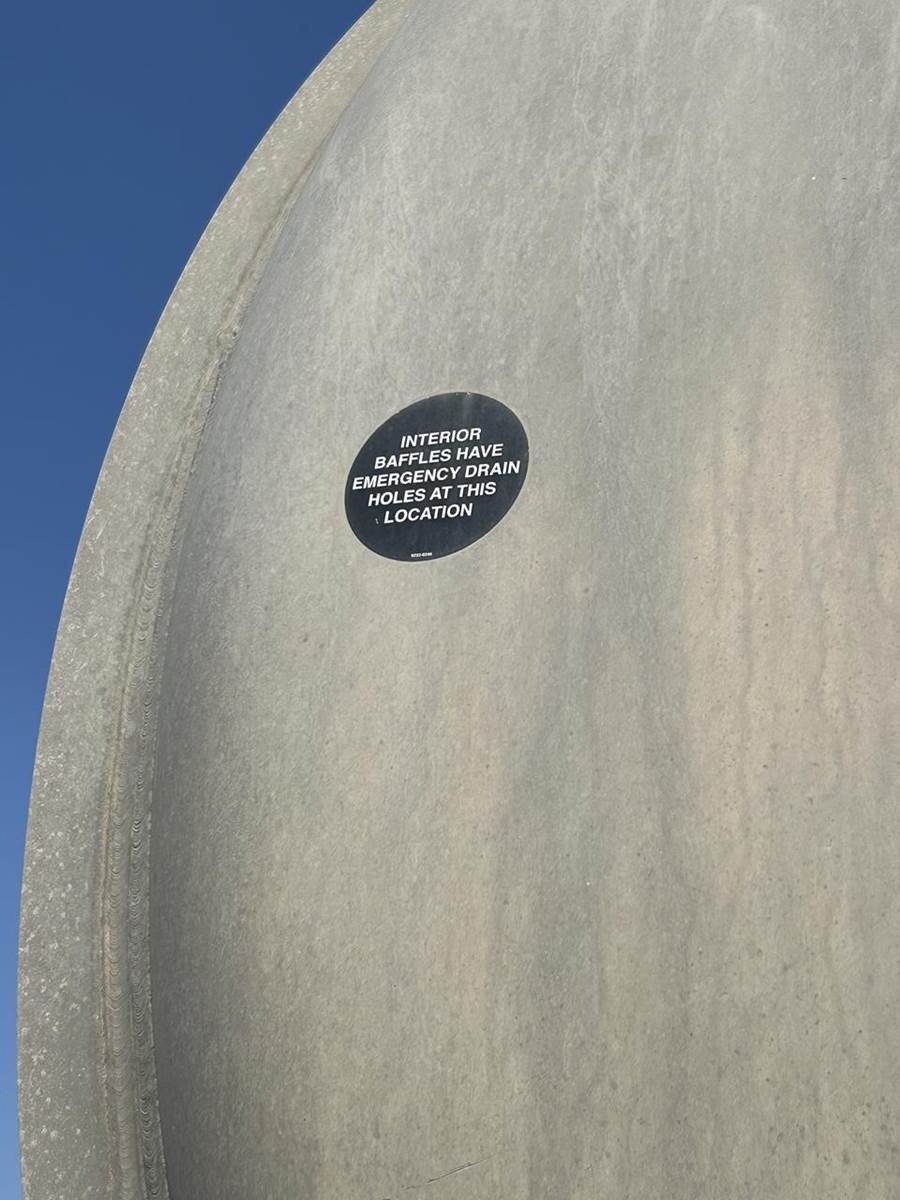 INTERIOR
BAFFLES HAVE
EMERGENCY DRAIN
HOLES AT THIS
LOCATION